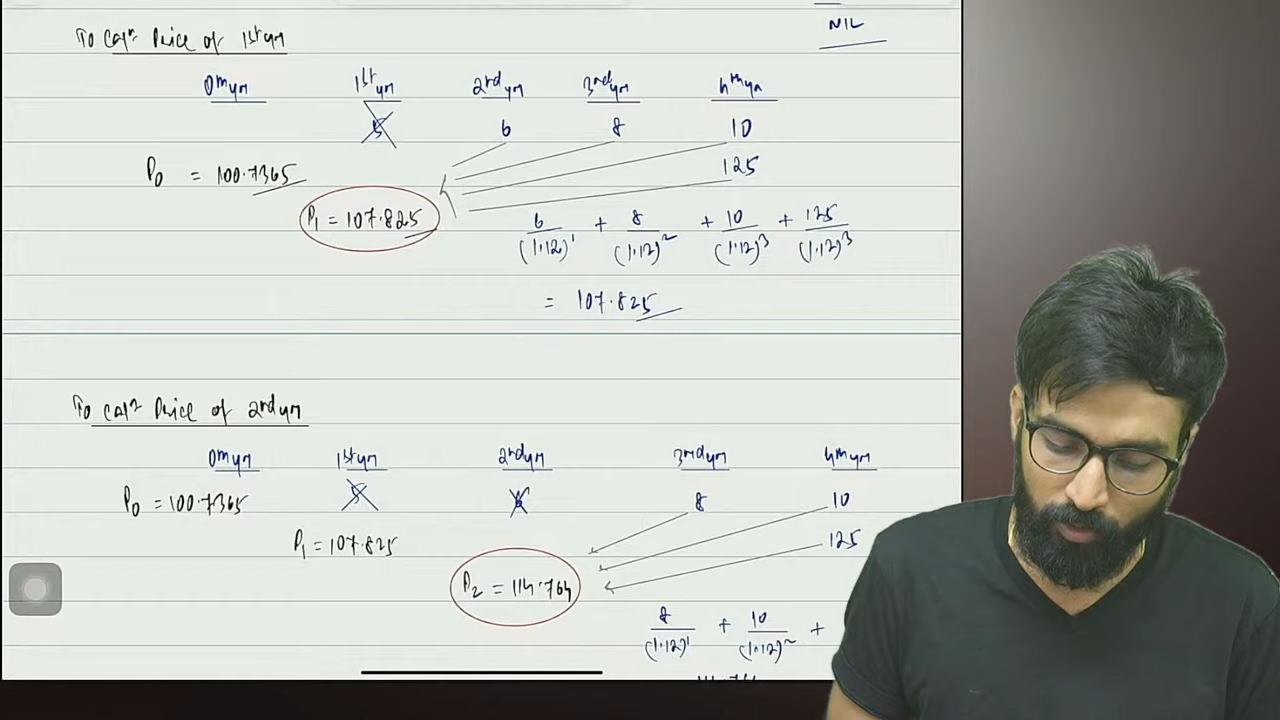 NIL
To calⁿ Price of 1st yr
0th yr 1st yr 2nd yr 3rd yr 4th yr
5 6 8 10
P₀ = 100.7365 125
P₁ = 107.825 6/(1.12)¹ + 8/(1.12)² + 10/(1.12)³ + 125/(1.12)³
= 107.825
To calⁿ Price of 2nd yr
0th yr 1st yr 2nd yr 3rd yr 4th yr
P₀ = 100.7365 5 6 8 10
P₁ = 107.825 125
P₂ = 114.764
8/(1.12)¹ + 10/(1.12)² +